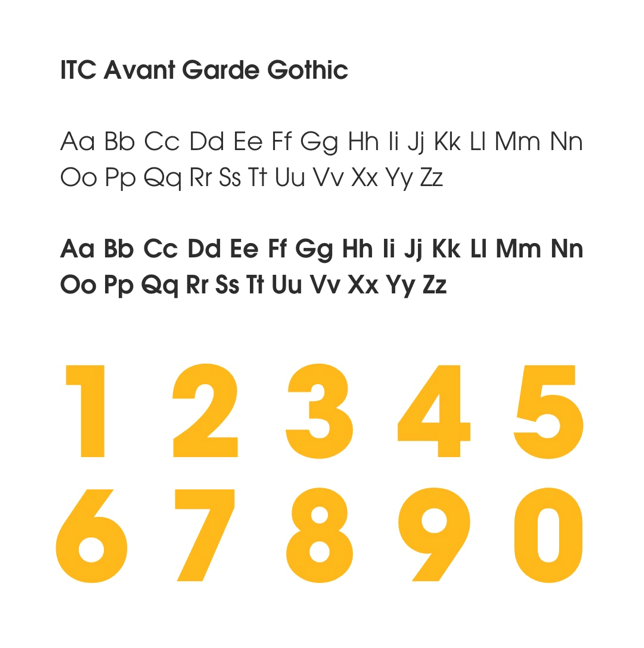 ITC Avant Garde Gothic
Aa Bb Cc Dd Ee Ff Gg Hh Ii Jj Kk Ll Mm Nn
Oo Pp Qq Rr Ss Tt Uu Vv Xx Yy Zz
Aa Bb Cc Dd Ee Ff Gg Hh Ii Jj Kk Ll Mm Nn
Oo Pp Qq Rr Ss Tt Uu Vv Xx Yy Zz
1 2 3 4 5
6 7 8 9 0